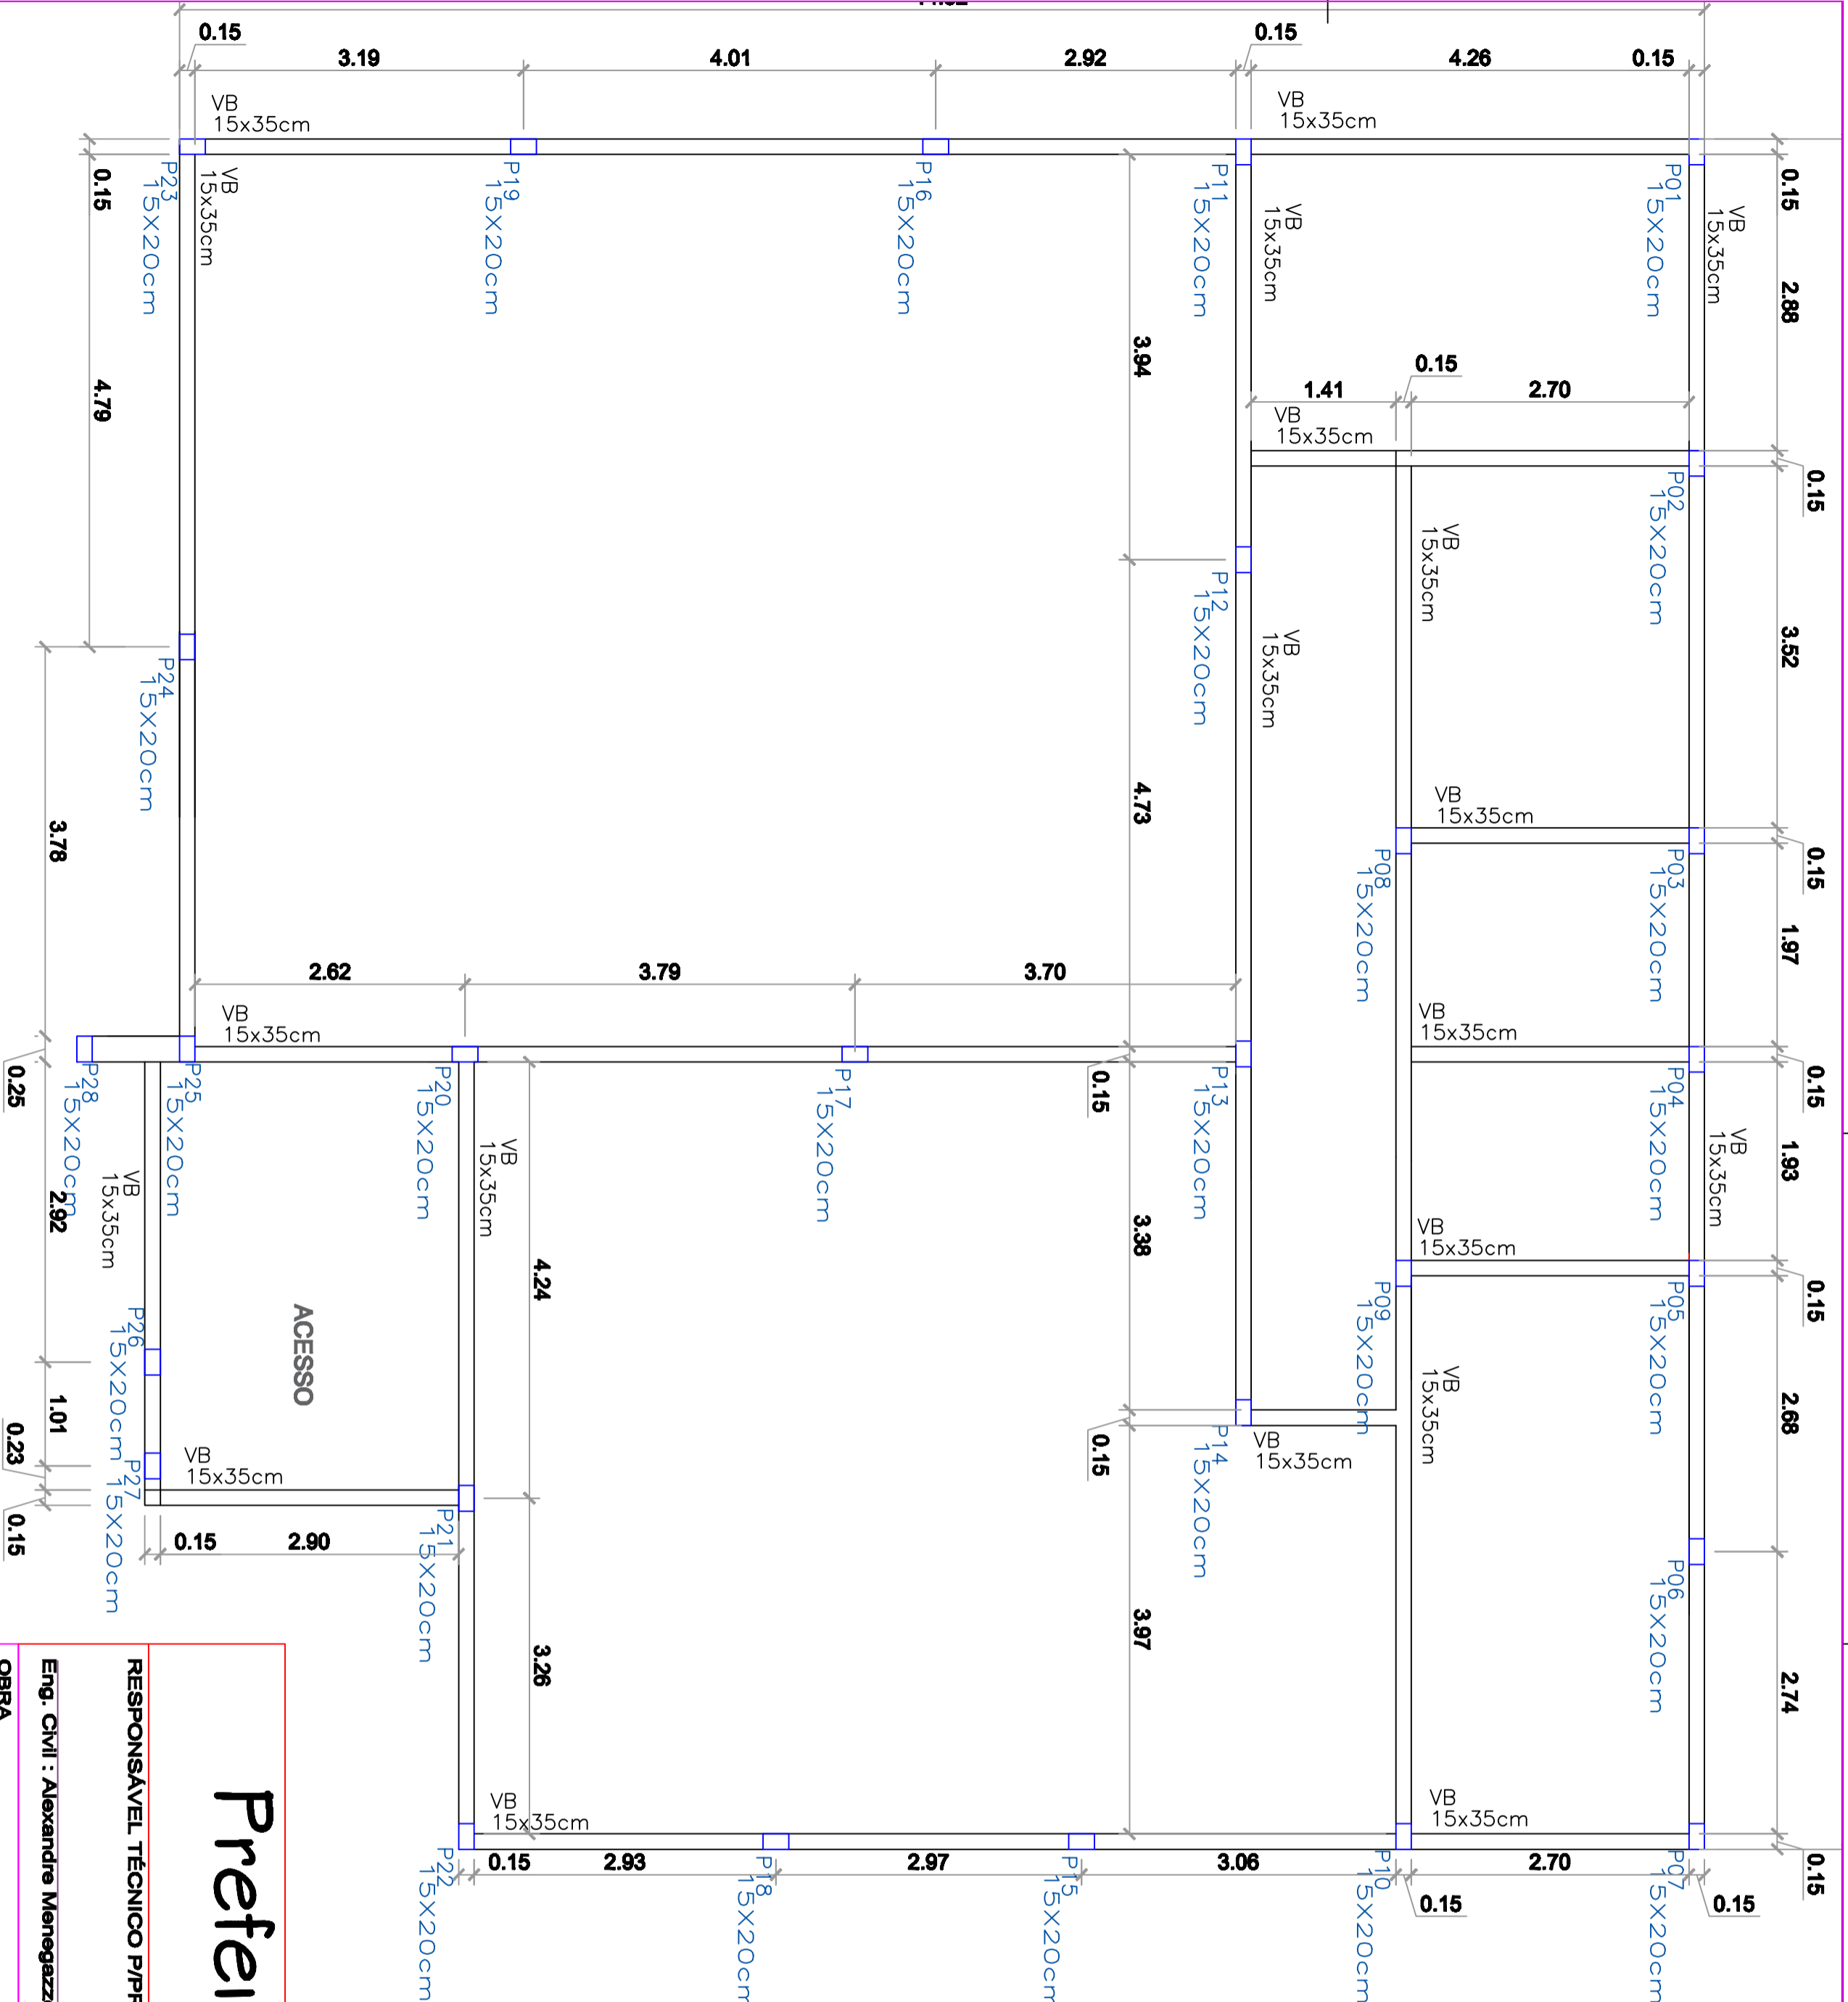 0.15
3.19
4.01
2.92
0.15
4.26
0.15
VB
15x35cm
VB
15x35cm
P23
15X20cm
VB
15x35cm
P19
15X20cm
P16
15X20cm
P11
15X20cm
VB
15x35cm
P01
15X20cm
VB
15x35cm
0.15
2.88
0.15
4.79
3.94
1.41
0.15
2.70
VB
15x35cm
P02
15X20cm
0.15
VB
15x35cm
P12
15X20cm
VB
15x35cm
3.52
P24
15X20cm
4.73
VB
15x35cm
P08
15X20cm
P03
15X20cm
0.15
3.78
1.97
2.62
3.79
3.70
VB
15x35cm
VB
15x35cm
0.25
P28
15X20cm
P25
15X20cm
P20
15X20cm
P17
15X20cm
0.15
P13
15X20cm
P04
15X20cm
0.15
VB
15x35cm
VB
15x35cm
VB
15x35cm
1.93
2.92
4.24
3.38
VB
15x35cm
P09
15X20cm
P05
15X20cm
0.15
ACESSO
P26
15X20cm
VB
15x35cm
2.68
1.01
0.23
0.15
P27
15X20cm
VB
15x35cm
0.15
P14
15X20cm
VB
15x35cm
0.15
2.90
P21
15X20cm
P06
15X20cm
3.26
3.97
2.74
VB
15x35cm
VB
15x35cm
P22
15X20cm
0.15
2.93
P18
15X20cm
2.97
P15
15X20cm
3.06
P10
15X20cm
0.15
2.70
P07
15X20cm
0.15
0.15
RESPONSÁVEL TÉCNICO P/PR
Eng. Civil : Alexandre Menegazz
OBRA